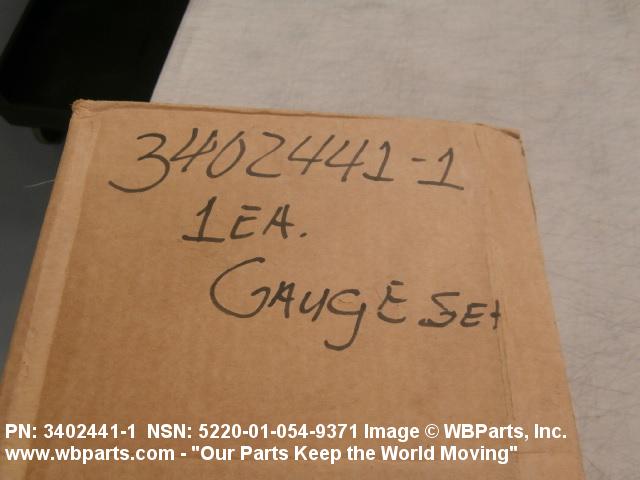 3402441-1
1EA.
GAUGE SEt
PN: 3402441-1 NSN: 5220-01-054-9371 Image © WBParts, Inc.
www.wbparts.com - "Our Parts Keep the World Moving"